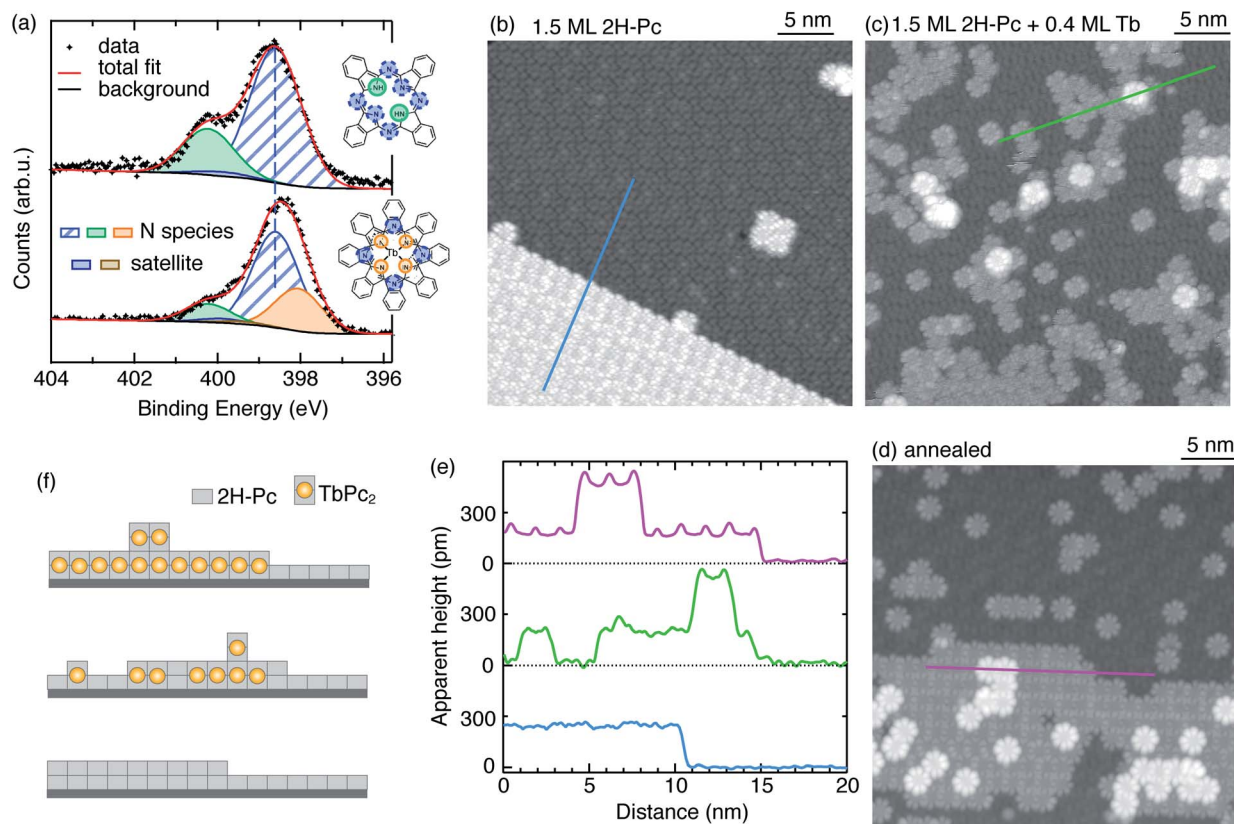 (a)
data
total fit
background
N
NH
N
N
N
N
N
HN
N
Counts (arb.u.)
N species
satellite
N
N
N
N
Tb
N
N
N
N
404
402
400
398
396
Binding Energy (eV)
(b)
1.5 ML 2H-Pc
5 nm
(c) 1.5 ML 2H-Pc + 0.4 ML Tb
5 nm
(f)
2H-Pc
TbPc2
(e)
Apparent height (pm)
300
0
300
0
300
0
0
5
10
15
20
Distance (nm)
(d) annealed
5 nm